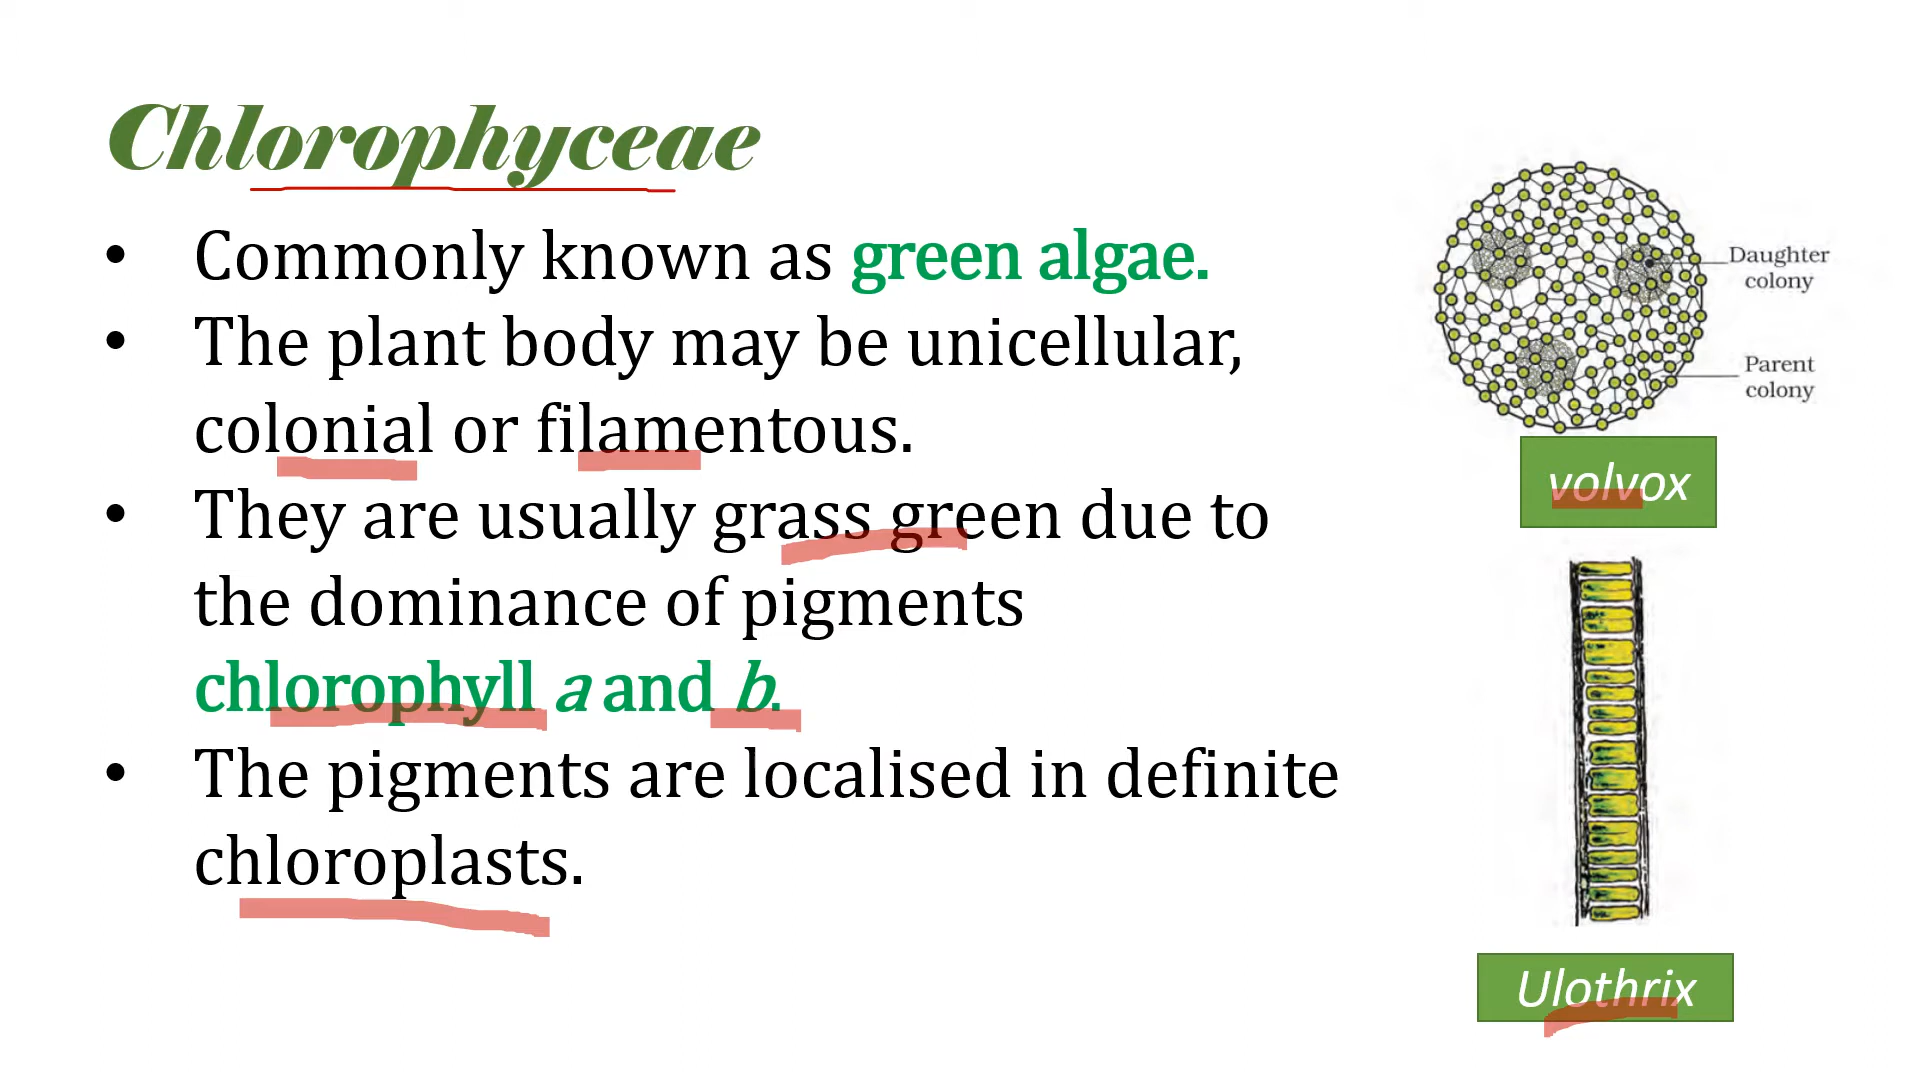 Chlorophyceae
• Commonly known as green algae.
• The plant body may be unicellular,
colonial or filamentous.
• They are usually grass green due to
the dominance of pigments
chlorophyll a and b.
• The pigments are localised in definite
chloroplasts.
Daughter
colony
Parent
colony
volvox
Ulothrix